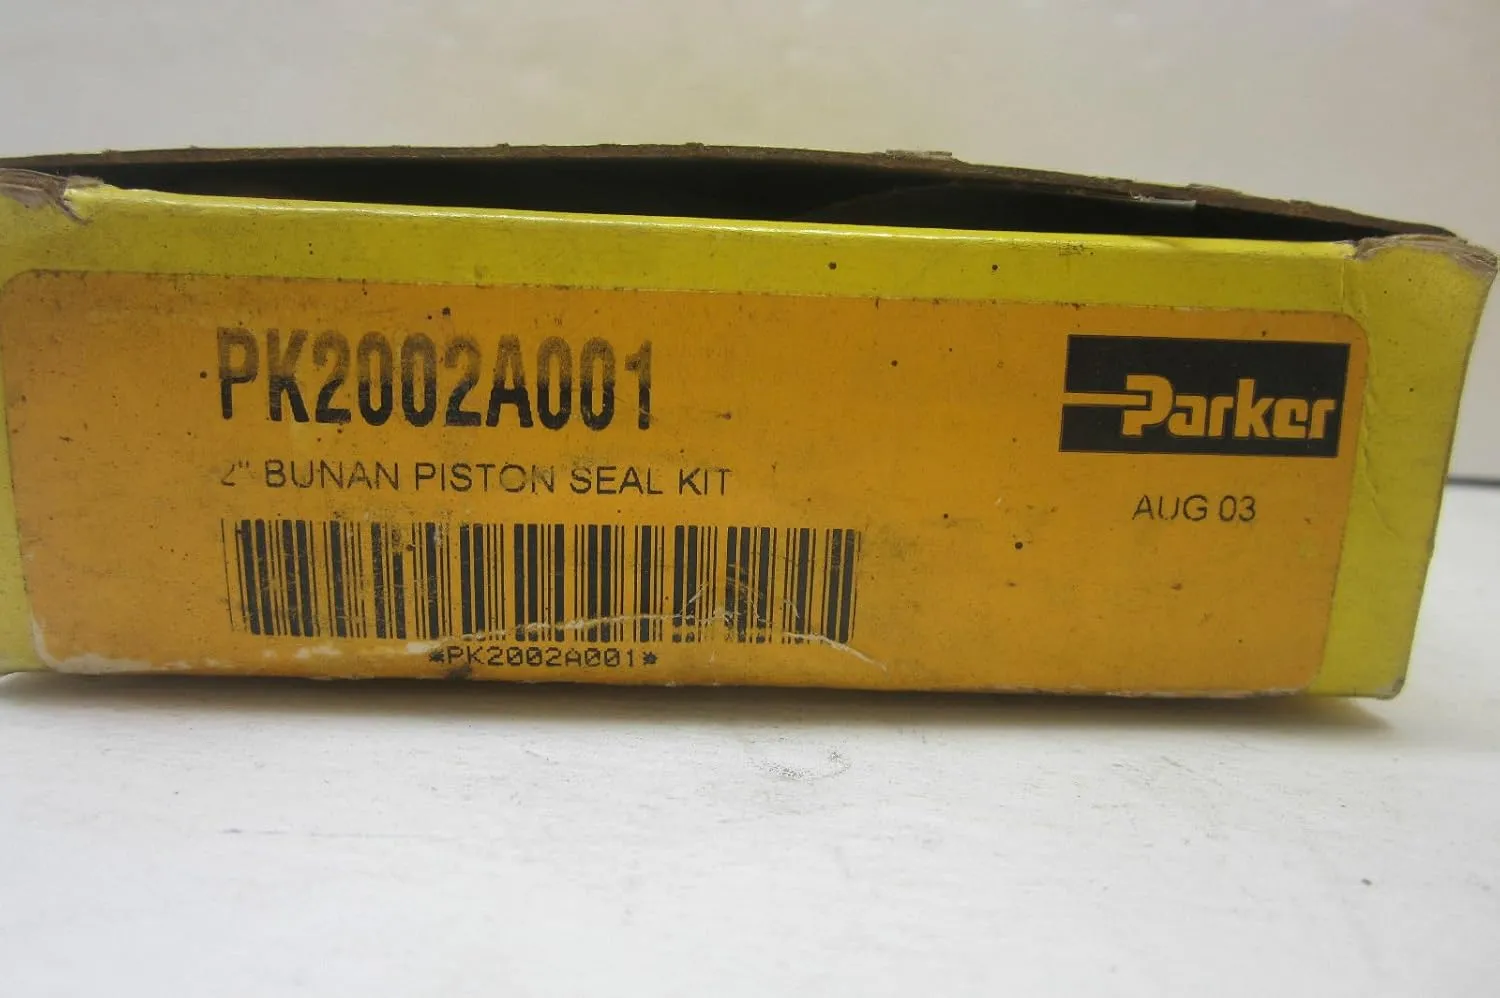 PK2002A001
2" BUNAN PISTON SEAL KIT
*PK2002A001*
Parker
AUG 03